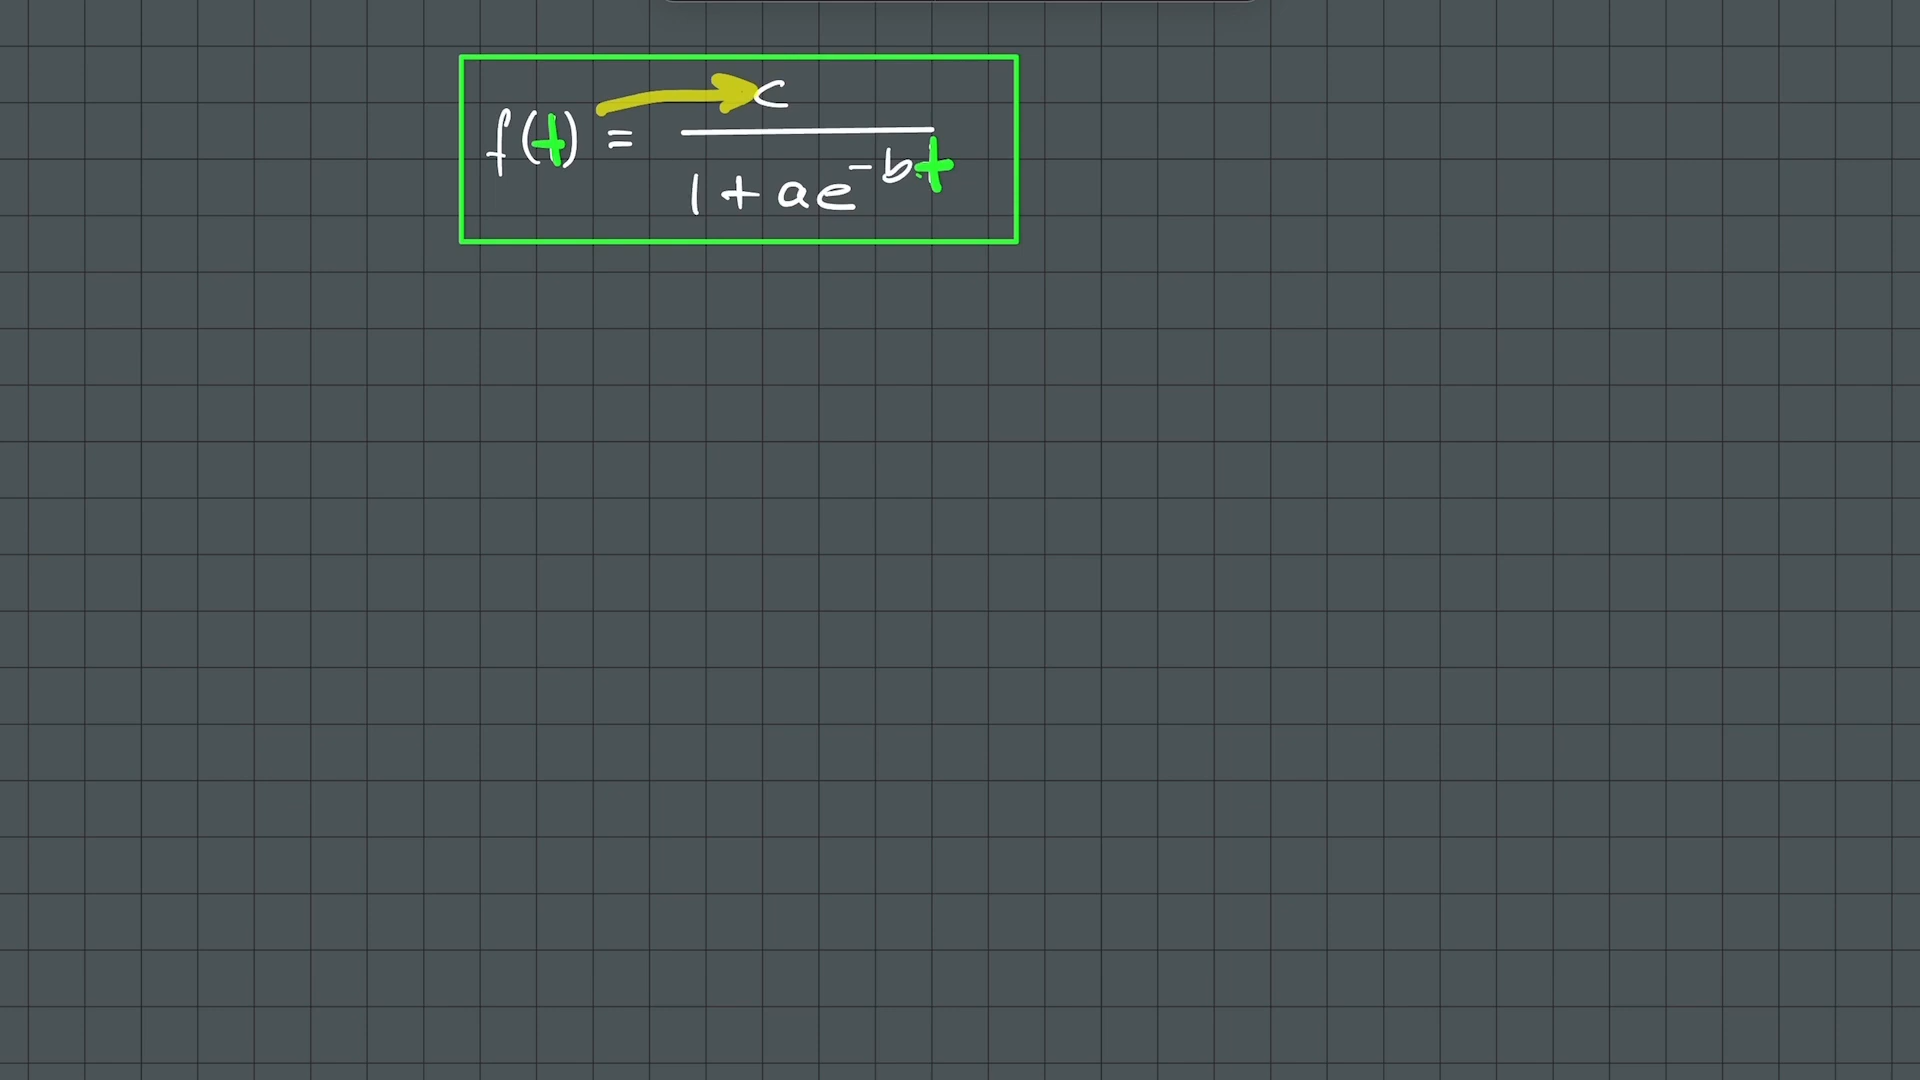 f(t) = c / (1 + ae^{-bt})